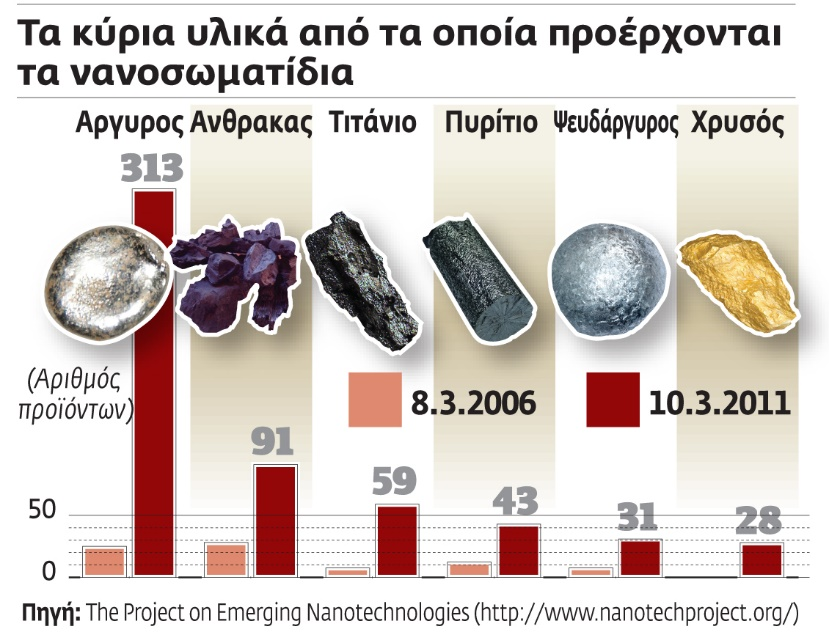 Τα κύρια υλικά από τα οποία προέρχονται
τα νανοσωματίδια
Αργυρος Ανθρακας Τιτάνιο Πυρίτιο Ψευδάργυρος Χρυσός
313
(Αριθμός
προϊόντων)
8.3.2006 10.3.2011
91
59
43
31
28
50
0
Πηγή: The Project on Emerging Nanotechnologies (http://www.nanotechproject.org/)